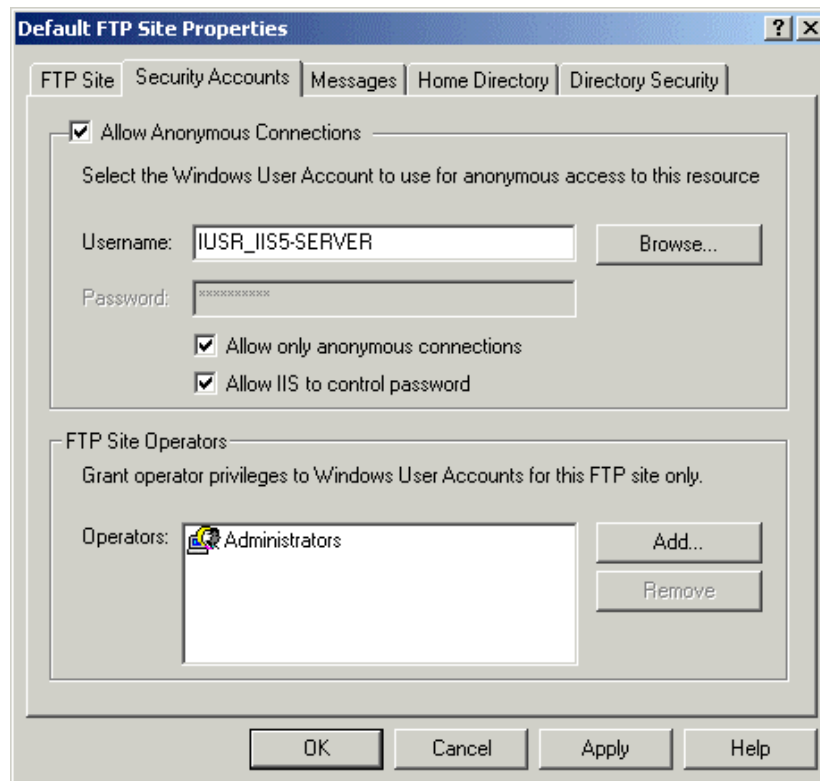 Default FTP Site Properties
FTP Site Security Accounts Messages Home Directory Directory Security
Allow Anonymous Connections
Select the Windows User Account to use for anonymous access to this resource
Username: IUSR_IIS5-SERVER Browse...
Password: **********
Allow only anonymous connections
Allow IIS to control password
FTP Site Operators
Grant operator privileges to Windows User Accounts for this FTP site only.
Operators: Administrators Add...
Remove
OK Cancel Apply Help